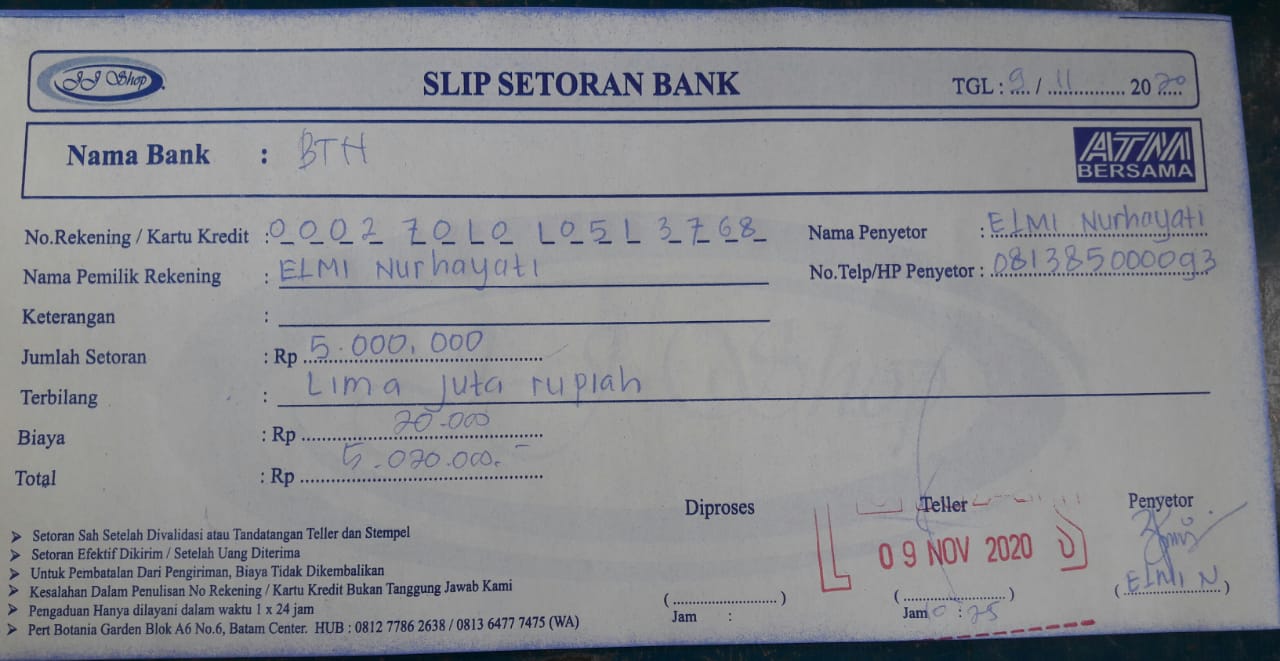 JJ Shop
SLIP SETORAN BANK
TGL : 9 / 11 2020
Nama Bank : BTN
ATM BERSAMA
No.Rekening / Kartu Kredit : 0002 7010 1051 3768
Nama Penyetor : ELMI Nurhayati
Nama Pemilik Rekening : ELMI Nurhayati
No.Telp/HP Penyetor : 081385000093
Keterangan :
Jumlah Setoran : Rp 5.000.000
Terbilang : Lima juta rupiah
Biaya : Rp 20.000
Total : Rp 5.020.000.-
Diproses Teller Penyetor
Setoran Sah Setelah Divalidasi atau Tandatangan Teller dan Stempel
Setoran Efektif Dikirim / Setelah Uang Diterima
Untuk Pembatalan Dari Pengiriman, Biaya Tidak Dikembalikan
Kesalahan Dalam Penulisan No Rekening / Kartu Kredit Bukan Tanggung Jawab Kami
Pengaduan Hanya dilayani dalam waktu 1 x 24 jam
Pert Botania Garden Blok A6 No.6, Batam Center. HUB : 0812 7786 2638 / 0813 6477 7475 (WA)
09 NOV 2020
(ELMI N)
Jam :
Jam : 25